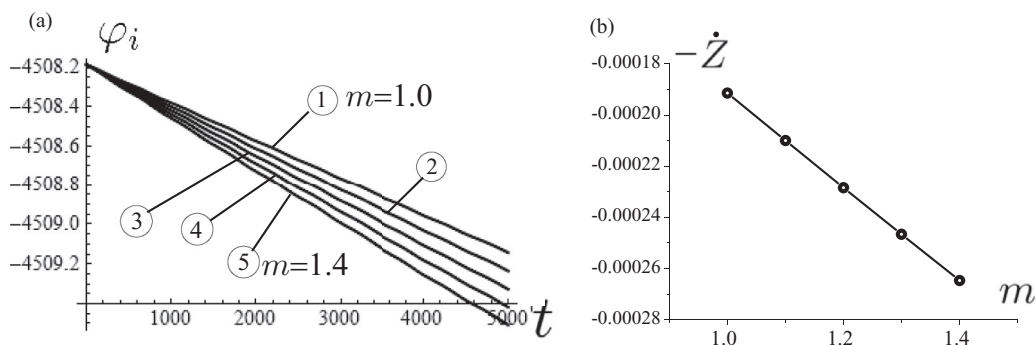 (a)
φi
−4508.2
−4508.4
−4508.6
−4508.8
−4509.0
−4509.2
① m=1.0
②
③
④
⑤ m=1.4
1000 2000 3000 4000 5000 t
(b)
−Ż
-0.00018
-0.00020
-0.00022
-0.00024
-0.00026
-0.00028
m
1.0 1.2 1.4